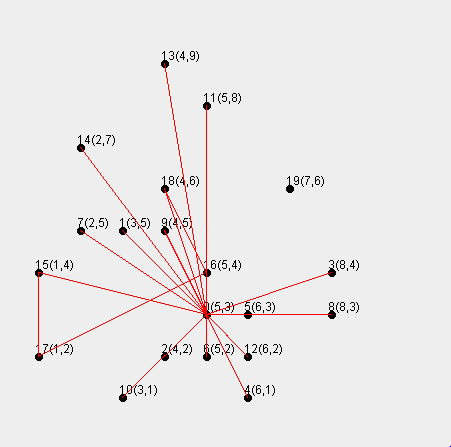 13(4,9)
11(5,8)
14(2,7)
18(4,6) 19(7,6)
7(2,5) 1(3,5) 9(4,5)
15(1,4) 16(5,4) 3(8,4)
0(5,3) 5(6,3) 8(8,3)
17(1,2) 2(4,2) 6(5,2) 12(6,2)
10(3,1) 4(6,1)